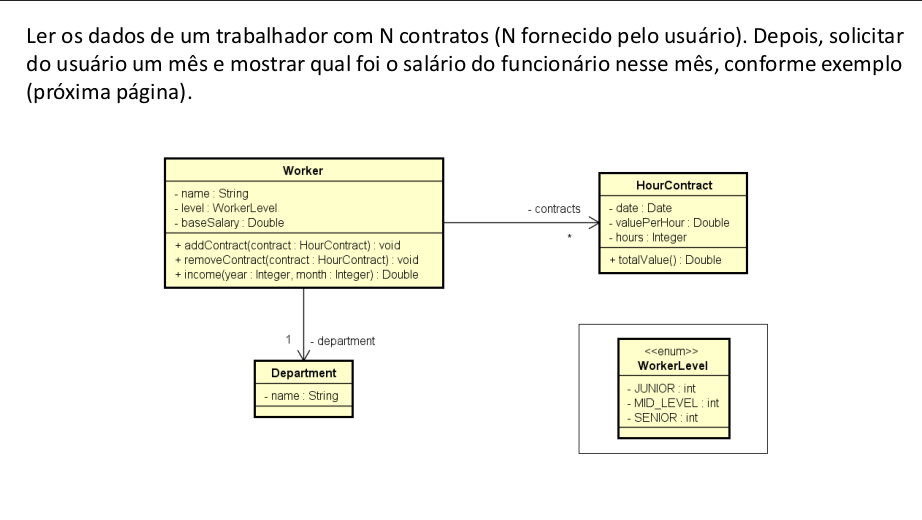 Ler os dados de um trabalhador com N contratos (N fornecido pelo usuário). Depois, solicitar
do usuário um mês e mostrar qual foi o salário do funcionário nesse mês, conforme exemplo
(próxima página).
Worker
- name : String
- level : WorkerLevel
- baseSalary : Double
+ addContract(contract : HourContract) : void
+ removeContract(contract : HourContract) : void
+ income(year : Integer, month : Integer) : Double
- contracts
*
HourContract
- date : Date
- valuePerHour : Double
- hours : Integer
+ totalValue() : Double
1
- department
Department
- name : String
<<enum>>
WorkerLevel
- JUNIOR : int
- MID_LEVEL : int
- SENIOR : int